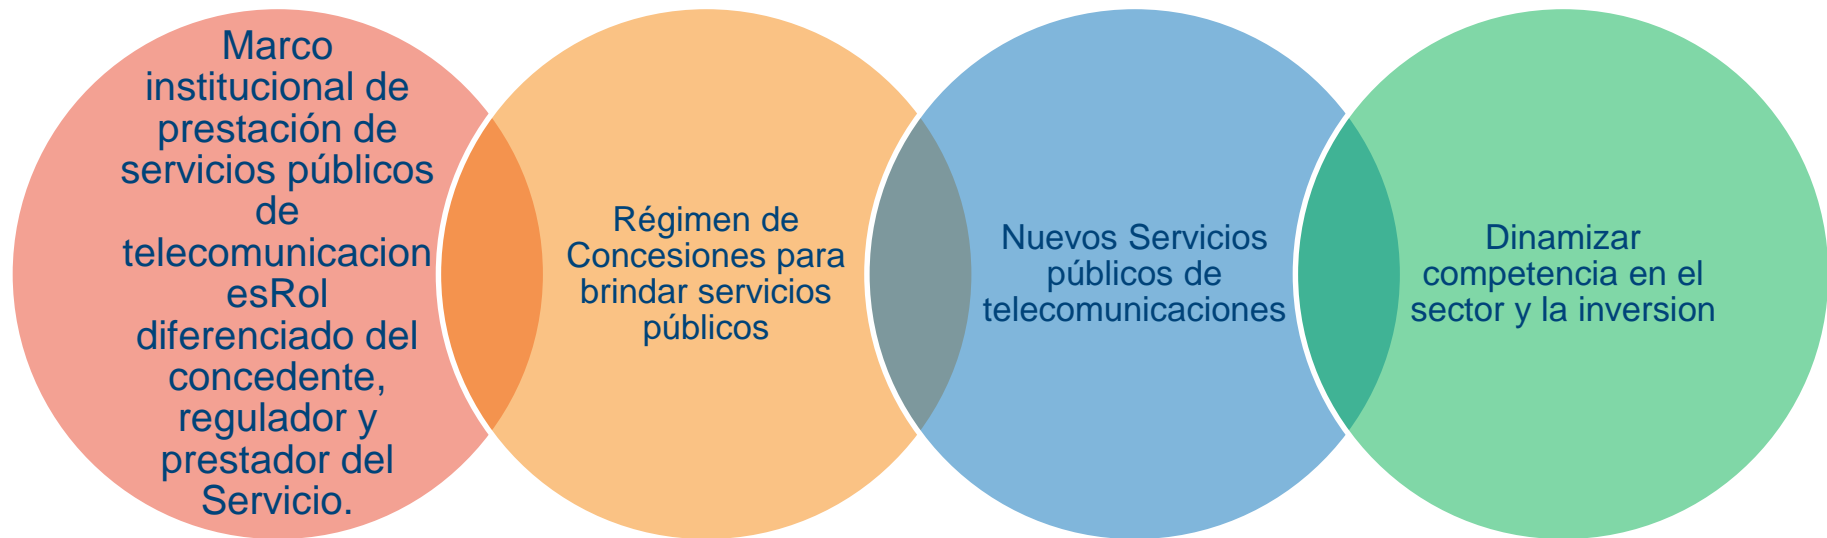 Marco
institucional de
prestación de
servicios públicos
de
telecomunicacion
esRol
diferenciado del
concedente,
regulador y
prestador del
Servicio.
Régimen de
Concesiones para
brindar servicios
públicos
Nuevos Servicios
públicos de
telecomunicaciones
Dinamizar
competencia en el
sector y la inversion